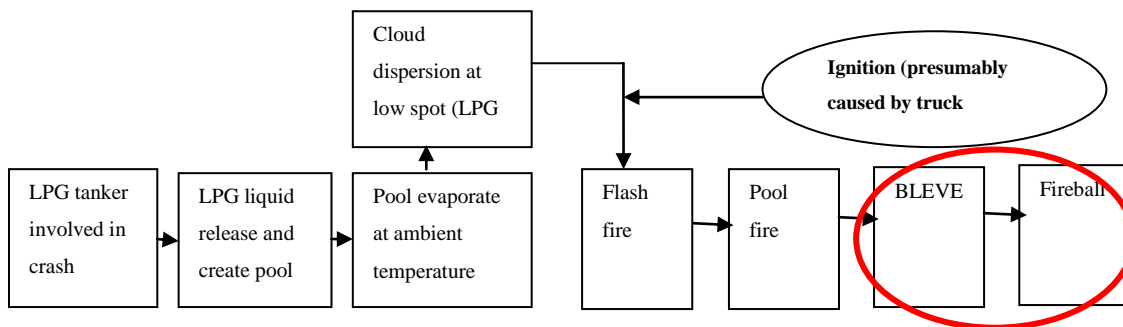 LPG tanker
involved in
crash
LPG liquid
release and
create pool
Pool evaporate
at ambient
temperature
Cloud
dispersion at
low spot (LPG
Ignition (presumably
caused by truck
Flash
fire
Pool
fire
BLEVE
Fireball